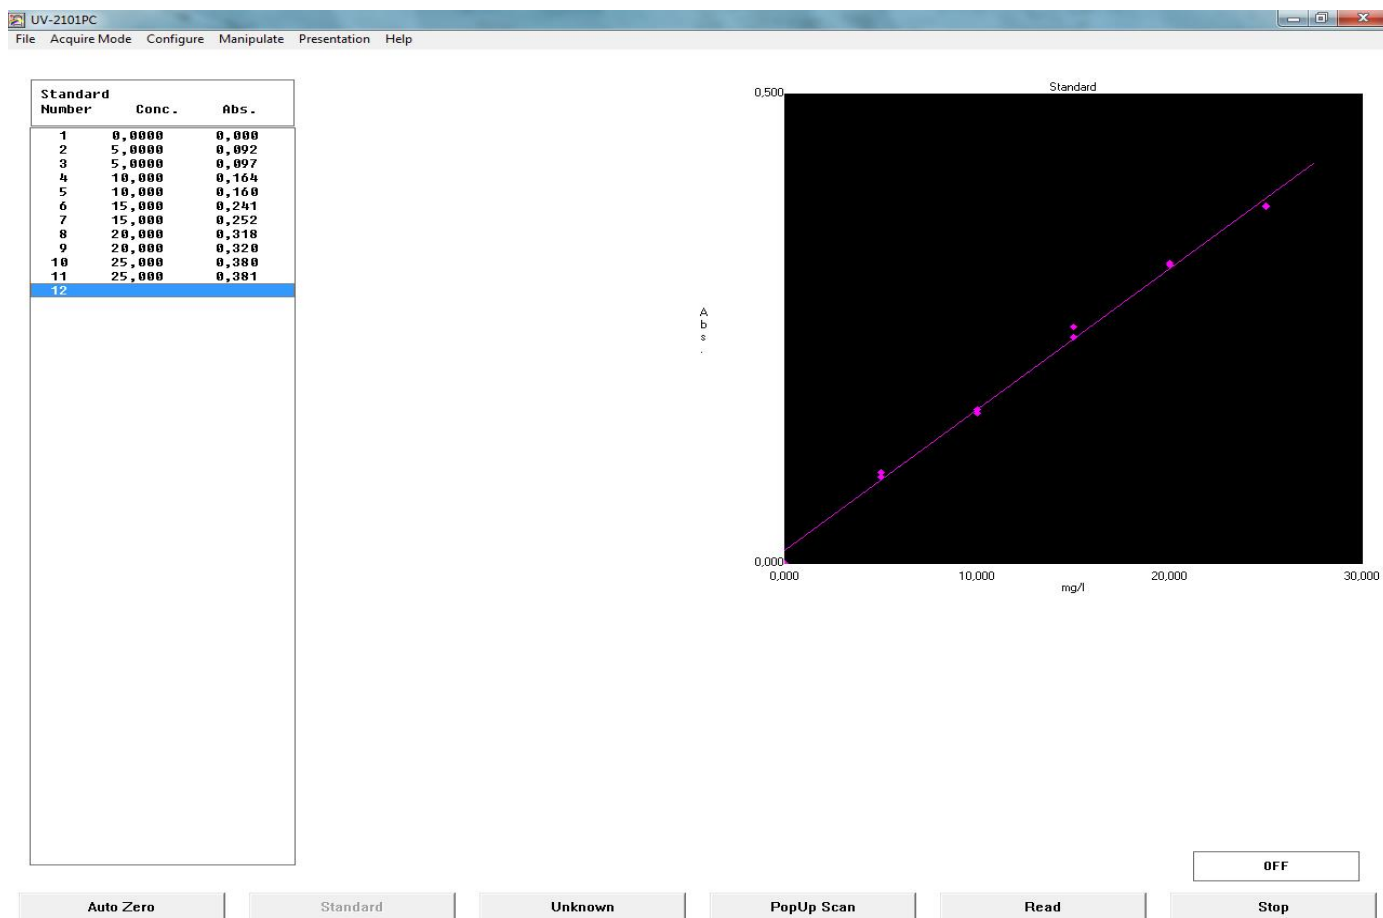 UV-2101PC
File Acquire Mode Configure Manipulate Presentation Help
Standard
Number Conc. Abs.
1 0,0000 0,000
2 5,0000 0,092
3 5,0000 0,097
4 10,000 0,164
5 10,000 0,160
6 15,000 0,241
7 15,000 0,252
8 20,000 0,318
9 20,000 0,320
10 25,000 0,380
11 25,000 0,381
12
Standard
0,500
Abs.
0,000
0,000 10,000 20,000 30,000
mg/l
OFF
Auto Zero Standard Unknown PopUp Scan Read Stop